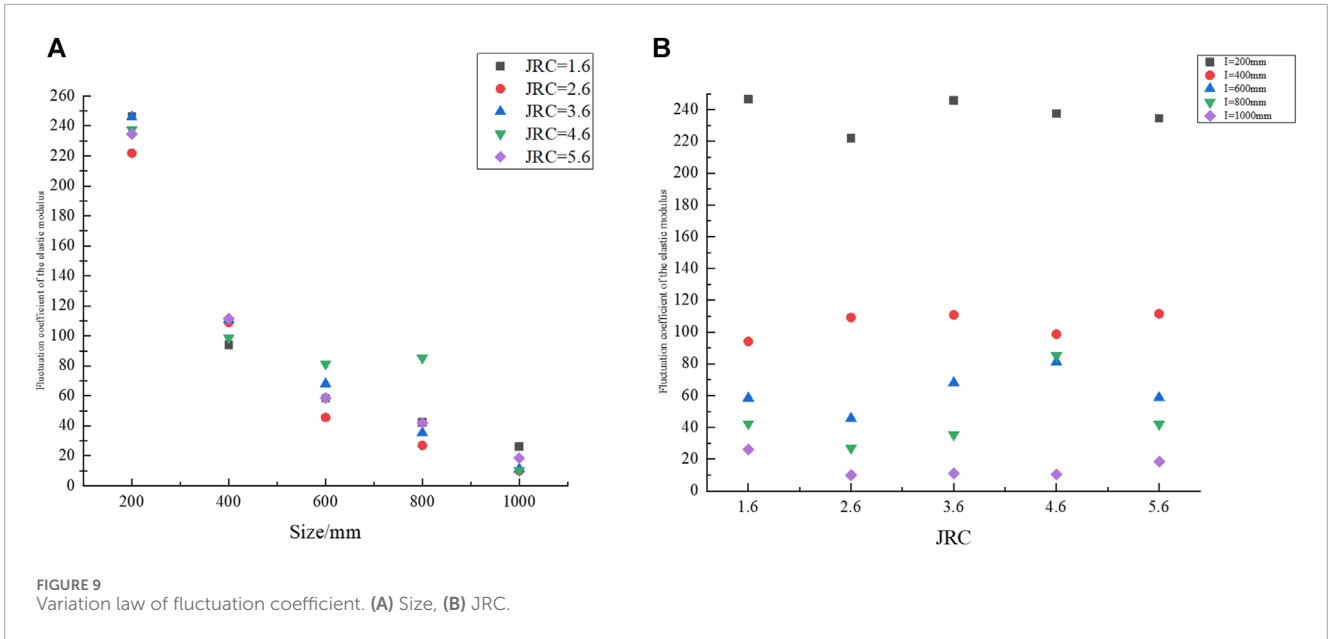 A
JRC=1.6
JRC=2.6
JRC=3.6
JRC=4.6
JRC=5.6
260
240
220
200
180
160
140
120
100
80
60
40
20
0
Fluctuation coefficient of the elastic modulus
200 400 600 800 1000
Size/mm
B
I=200mm
I=400mm
I=600mm
I=800mm
I=1000mm
240
220
200
180
160
140
120
100
80
60
40
20
0
Fluctuation coefficient of the elastic modulus
1.6 2.6 3.6 4.6 5.6
JRC
FIGURE 9
Variation law of fluctuation coefficient. (A) Size, (B) JRC.